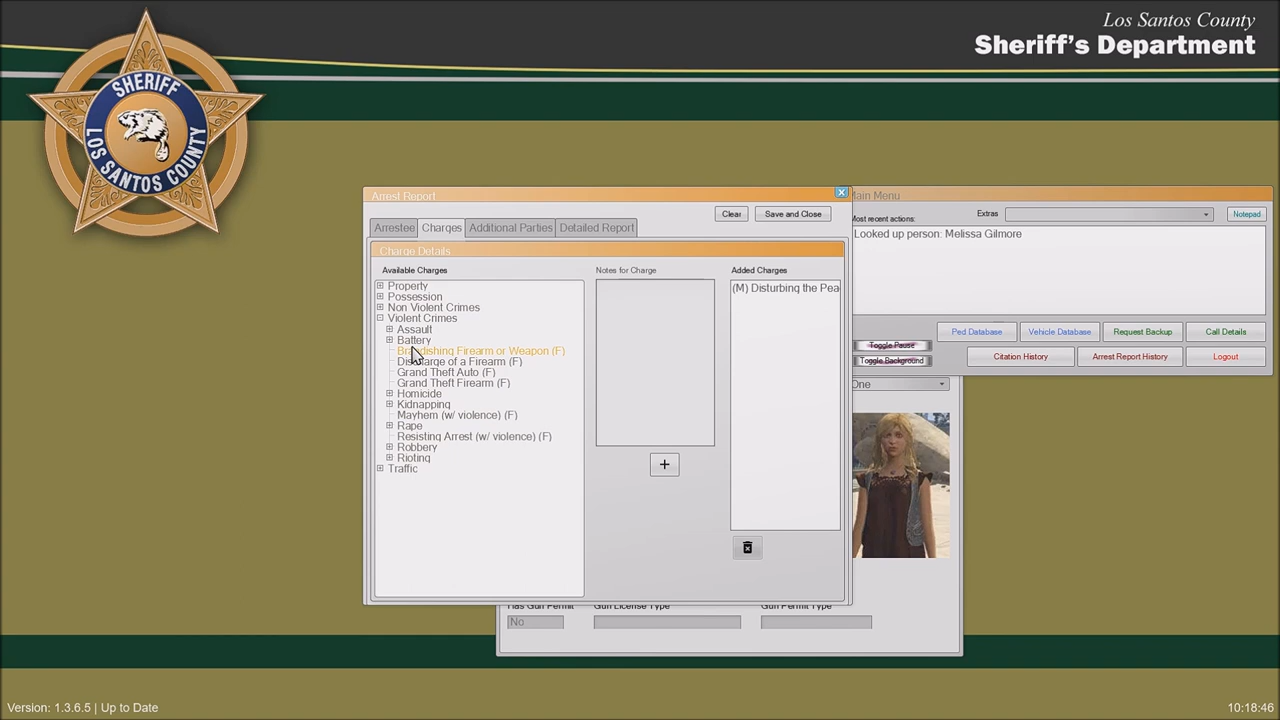 Los Santos County
Sheriff's Department
SHERIFF
LOS SANTOS COUNTY
Arrest Report
Clear
Save and Close
Arrestee
Charges
Additional Parties
Detailed Report
Charge Details
Available Charges
Notes for Charge
Added Charges
Property
Possession
Non Violent Crimes
Violent Crimes
Assault
Battery
Brandishing Firearm or Weapon (F)
Discharge of a Firearm (F)
Grand Theft Auto (F)
Grand Theft Firearm (F)
Homicide
Kidnapping
Mayhem (w/ violence) (F)
Rape
Resisting Arrest (w/ violence) (F)
Robbery
Rioting
Traffic
(M) Disturbing the Pea
+
Main Menu
Most recent actions:
Extras
Notepad
Looked up person: Melissa Gilmore
Ped Database
Vehicle Database
Request Backup
Call Details
Toggle Pause
Toggle Background
Citation History
Arrest Report History
Logout
One
Has Gun Permit
Gun License Type
Gun Permit Type
No
Version: 1.3.6.5 | Up to Date
10:18:46